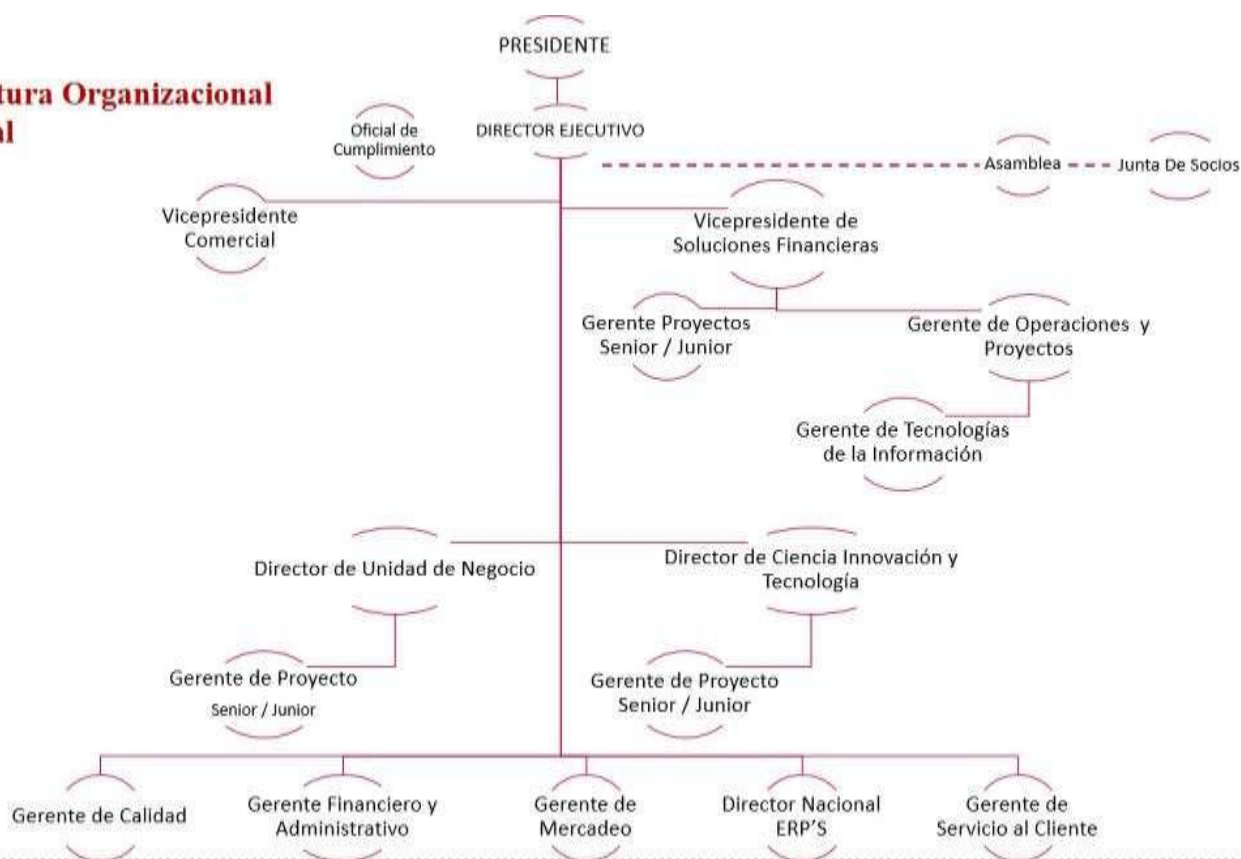 PRESIDENTE
tura Organizacional
al
Oficial de
Cumplimiento
DIRECTOR EJECUTIVO
Asamblea
Junta De Socios
Vicepresidente
Comercial
Vicepresidente de
Soluciones Financieras
Gerente Proyectos
Senior / Junior
Gerente de Operaciones y
Proyectos
Gerente de Tecnologías
de la Información
Director de Unidad de Negocio
Director de Ciencia Innovación y
Tecnología
Gerente de Proyecto
Senior / Junior
Gerente de Proyecto
Senior / Junior
Gerente de Calidad
Gerente Financiero y
Administrativo
Gerente de
Mercadeo
Director Nacional
ERP'S
Gerente de
Servicio al Cliente